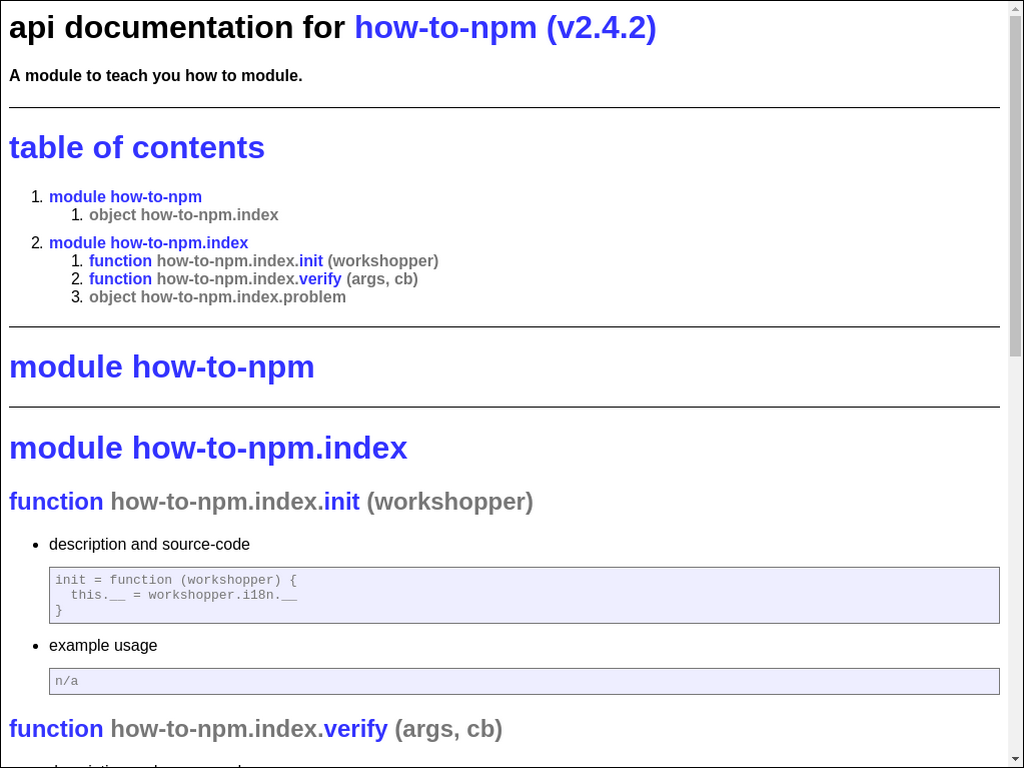 api documentation for how-to-npm (v2.4.2)
A module to teach you how to module.
table of contents
1. module how-to-npm
1. object how-to-npm.index
2. module how-to-npm.index
1. function how-to-npm.index.init (workshopper)
2. function how-to-npm.index.verify (args, cb)
3. object how-to-npm.index.problem
module how-to-npm
module how-to-npm.index
function how-to-npm.index.init (workshopper)
• description and source-code
init = function (workshopper) {
  this.__ = workshopper.i18n.__
}
• example usage
n/a
function how-to-npm.index.verify (args, cb)